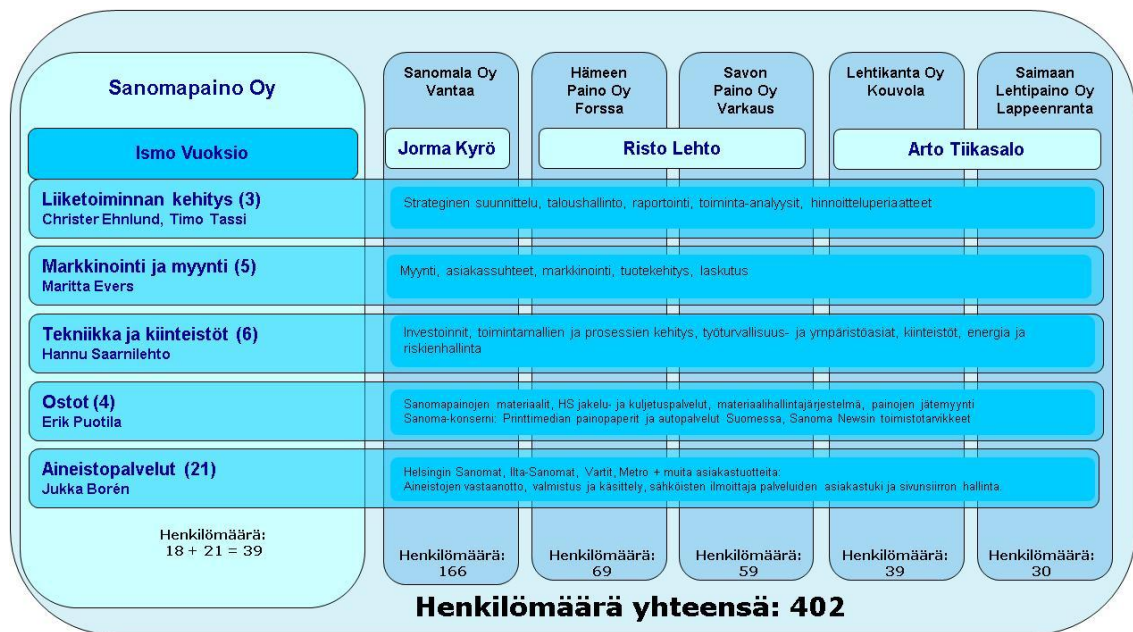 Sanomapaino Oy
Ismo Vuoksio
Sanomala Oy
Vantaa
Hämeen
Paino Oy
Forssa
Savon
Paino Oy
Varkaus
Lehtikanta Oy
Kouvola
Saimaan
Lehtipaino Oy
Lappeenranta
Jorma Kyrö
Risto Lehto
Arto Tiikasalo
Liiketoiminnan kehitys (3)
Christer Ehnlund, Timo Tassi
Strateginen suunnittelu, taloushallinto, raportointi, toiminta-analyysit, hinnoitteluperiaatteet
Markkinointi ja myynti (5)
Maritta Evers
Myynti, asiakassuhteet, markkinointi, tuotekehitys, laskutus
Tekniikka ja kiinteistöt (6)
Hannu Saarnilehto
Investoinnit, toimintamallien ja prosessien kehitys, työturvallisuus- ja ympäristöasiat, kiinteistöt, energia ja
riskienhallinta
Ostot (4)
Erik Puotila
Sanomapainojen materiaalit, HS jakelu- ja kuljetuspalvelut, materiaalihallintajärjestelmä, painojen jätemyynti
Sanoma-konserni: Printtimedian painopaperit ja autopalvelut Suomessa, Sanoma Newsin toimistotarvikkeet
Aineistopalvelut (21)
Jukka Borén
Helsingin Sanomat, Ilta-Sanomat, Vartit, Metro + muita asiakastuotteita:
Aineistojen vastaanotto, valmistus ja käsittely, sähköisten ilmoittaja palveluiden asiakastuki ja sivunsiirron hallinta.
Henkilömäärä:
18 + 21 = 39
Henkilömäärä:
166
Henkilömäärä:
69
Henkilömäärä:
59
Henkilömäärä:
39
Henkilömäärä:
30
Henkilömäärä yhteensä: 402